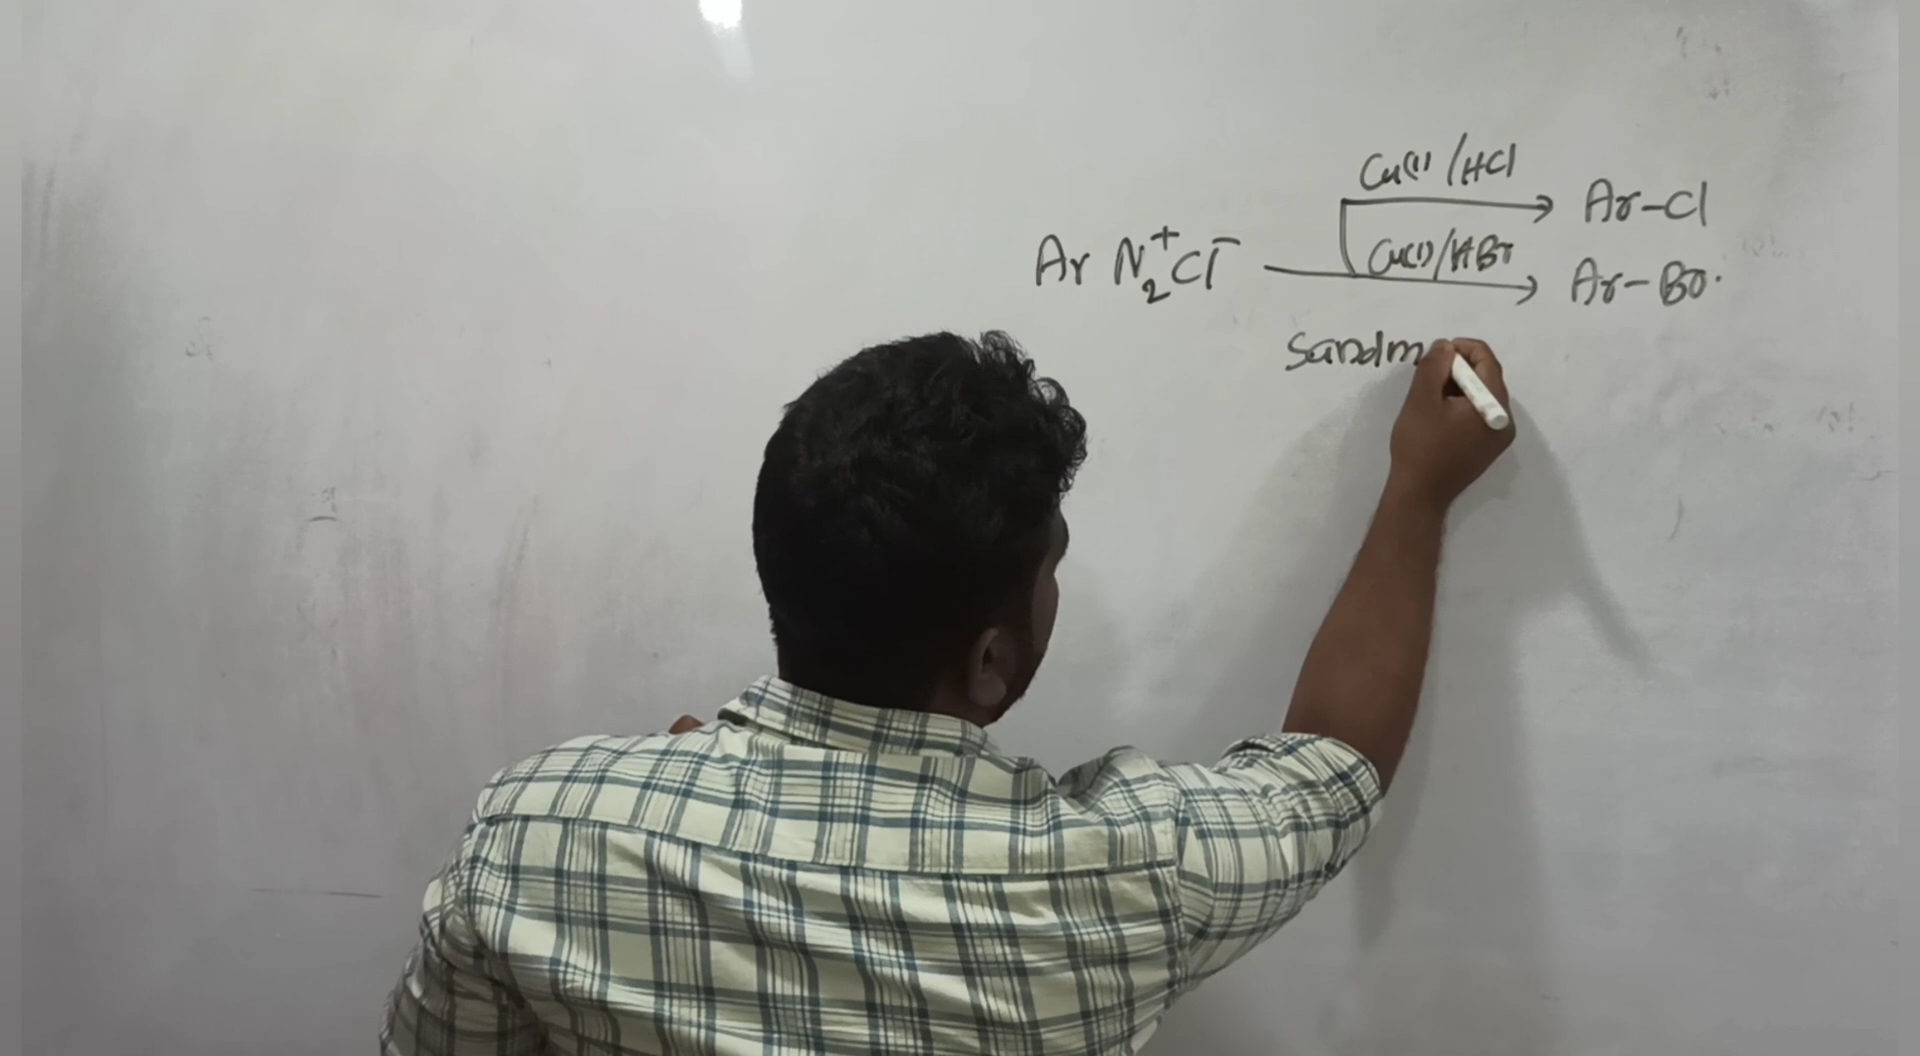 Cu(I)/HCl
Ar-Cl
Ar N₂⁺Cl⁻
Cu(I)/HBr
Ar-Br.
Sandm